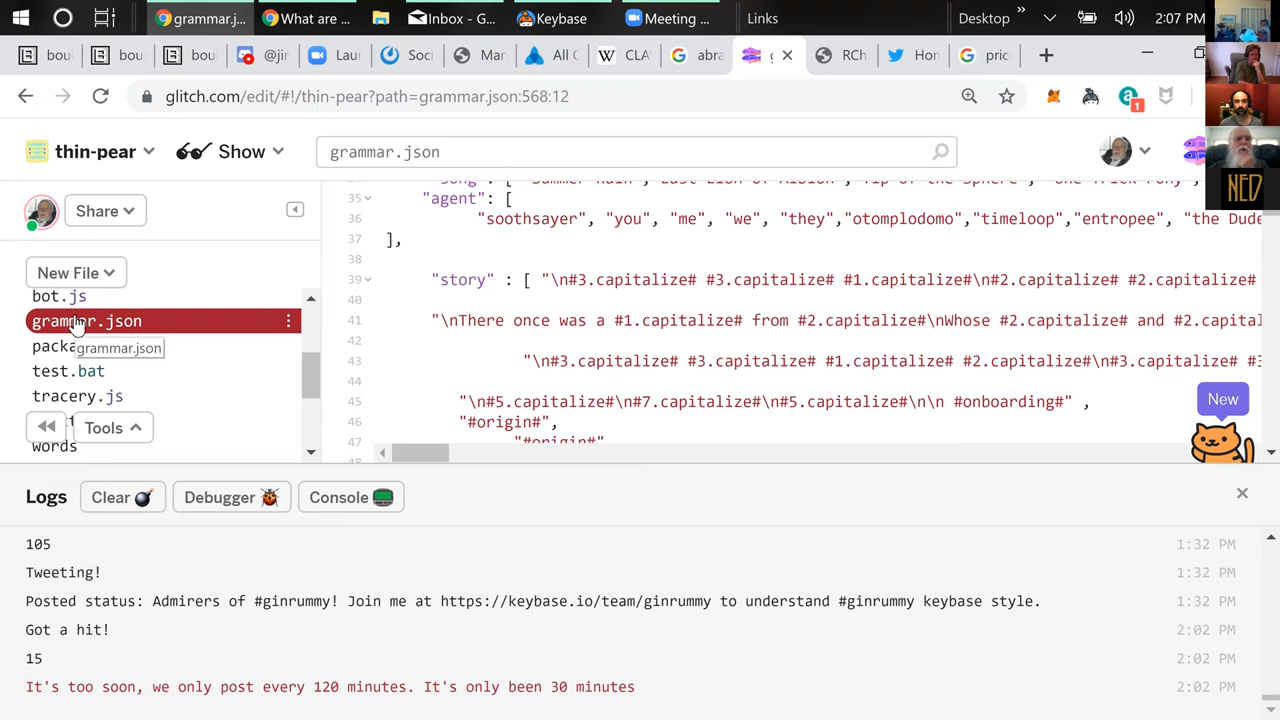 grammar.j... What are ... Inbox - G... Keybase Meeting ... Links Desktop » 2:07 PM
bou bou bou @jin Lau Soci Mar All C CLA abra g RCh Hon pric
glitch.com/edit/#!/thin-pear?path=grammar.json:568:12
1
thin-pear Show grammar.json
NED
Share
New File
bot.js
grammar.json
packa
grammar.json
test.bat
tracery.js
words
Tools
35 "agent": [
36 "soothsayer", "you", "me", "we", "they","otomplodomo","timeloop","entropee", "the Dude
37 ],
38
39 "story" : [ "\n#3.capitalize# #3.capitalize# #1.capitalize#\n#2.capitalize# #2.capitalize#
40
41 "\nThere once was a #1.capitalize# from #2.capitalize#\nWhose #2.capitalize# and #2.capita
42
43 "\n#3.capitalize# #3.capitalize# #1.capitalize# #2.capitalize#\n#3.capitalize# #3
44
45 "\n#5.capitalize#\n#7.capitalize#\n#5.capitalize#\n\n #onboarding#" ,
46 "#origin#",
47 "#origin#"
48
New
Logs Clear Debugger Console
105 1:32 PM
Tweeting! 1:32 PM
Posted status: Admirers of #ginrummy! Join me at https://keybase.io/team/ginrummy to understand #ginrummy keybase style. 1:32 PM
Got a hit! 2:02 PM
15 2:02 PM
It's too soon, we only post every 120 minutes. It's only been 30 minutes 2:02 PM